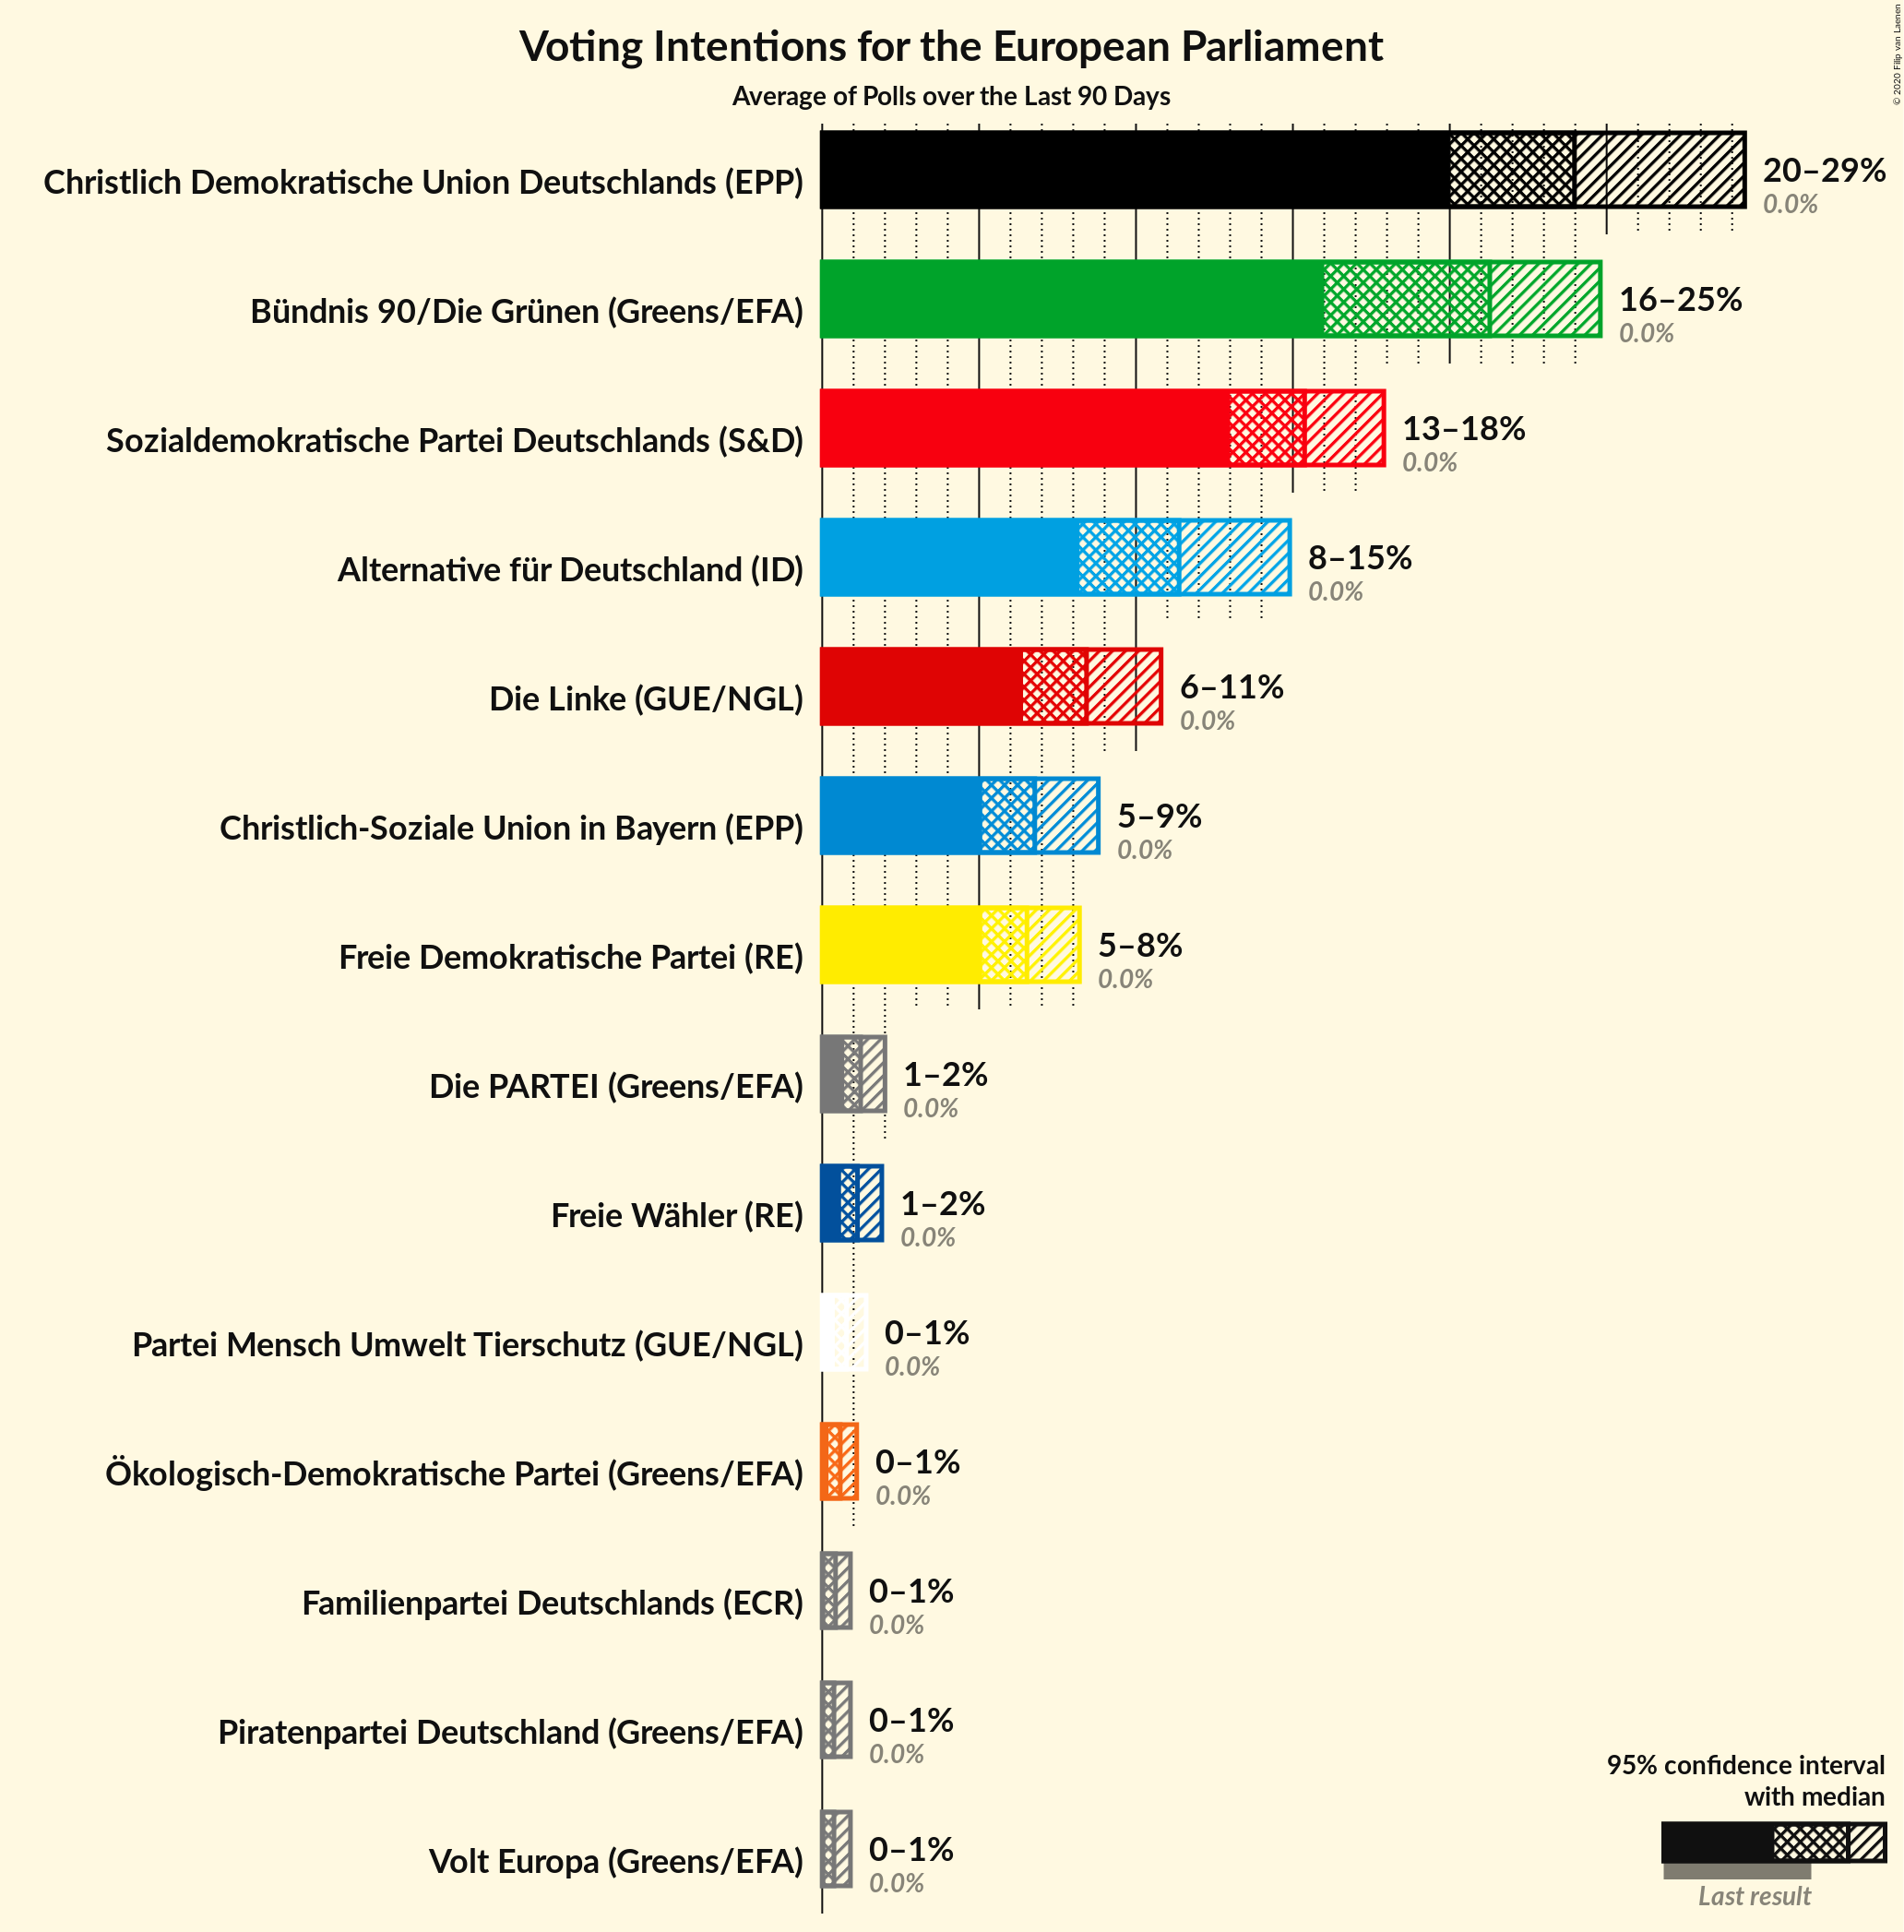 Voting Intentions for the European Parliament
Average of Polls over the Last 90 Days
© 2020 Filip van Laenen
Christlich Demokratische Union Deutschlands (EPP)
20–29%
0.0%
Bündnis 90/Die Grünen (Greens/EFA)
16–25%
0.0%
Sozialdemokratische Partei Deutschlands (S&D)
13–18%
0.0%
Alternative für Deutschland (ID)
8–15%
0.0%
Die Linke (GUE/NGL)
6–11%
0.0%
Christlich-Soziale Union in Bayern (EPP)
5–9%
0.0%
Freie Demokratische Partei (RE)
5–8%
0.0%
Die PARTEI (Greens/EFA)
1–2%
0.0%
Freie Wähler (RE)
1–2%
0.0%
Partei Mensch Umwelt Tierschutz (GUE/NGL)
0–1%
0.0%
Ökologisch-Demokratische Partei (Greens/EFA)
0–1%
0.0%
Familienpartei Deutschlands (ECR)
0–1%
0.0%
Piratenpartei Deutschland (Greens/EFA)
0–1%
0.0%
Volt Europa (Greens/EFA)
0–1%
0.0%
95% confidence interval
with median
Last result